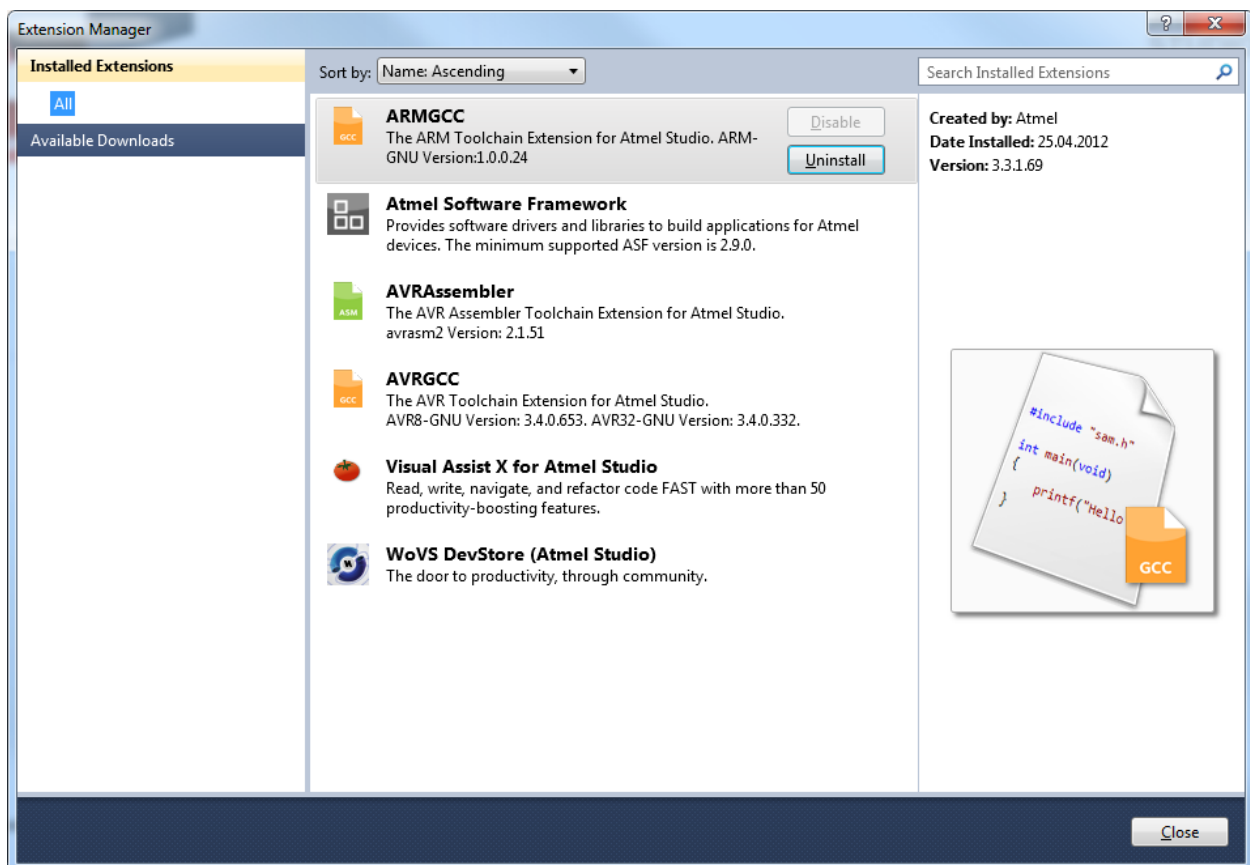 Extension Manager
?
X
Installed Extensions
All
Available Downloads
Sort by: Name: Ascending
Search Installed Extensions
GCC
ARMGCC
The ARM Toolchain Extension for Atmel Studio. ARM-
GNU Version:1.0.0.24
Disable
Uninstall
Atmel Software Framework
Provides software drivers and libraries to build applications for Atmel
devices. The minimum supported ASF version is 2.9.0.
ASM
AVRAssembler
The AVR Assembler Toolchain Extension for Atmel Studio.
avrasm2 Version: 2.1.51
GCC
AVRGCC
The AVR Toolchain Extension for Atmel Studio.
AVR8-GNU Version: 3.4.0.653. AVR32-GNU Version: 3.4.0.332.
Visual Assist X for Atmel Studio
Read, write, navigate, and refactor code FAST with more than 50
productivity-boosting features.
W
WoVS DevStore (Atmel Studio)
The door to productivity, through community.
Created by: Atmel
Date Installed: 25.04.2012
Version: 3.3.1.69
#include "sam.h"
int main(void)
{
printf("Hello
}
GCC
Close